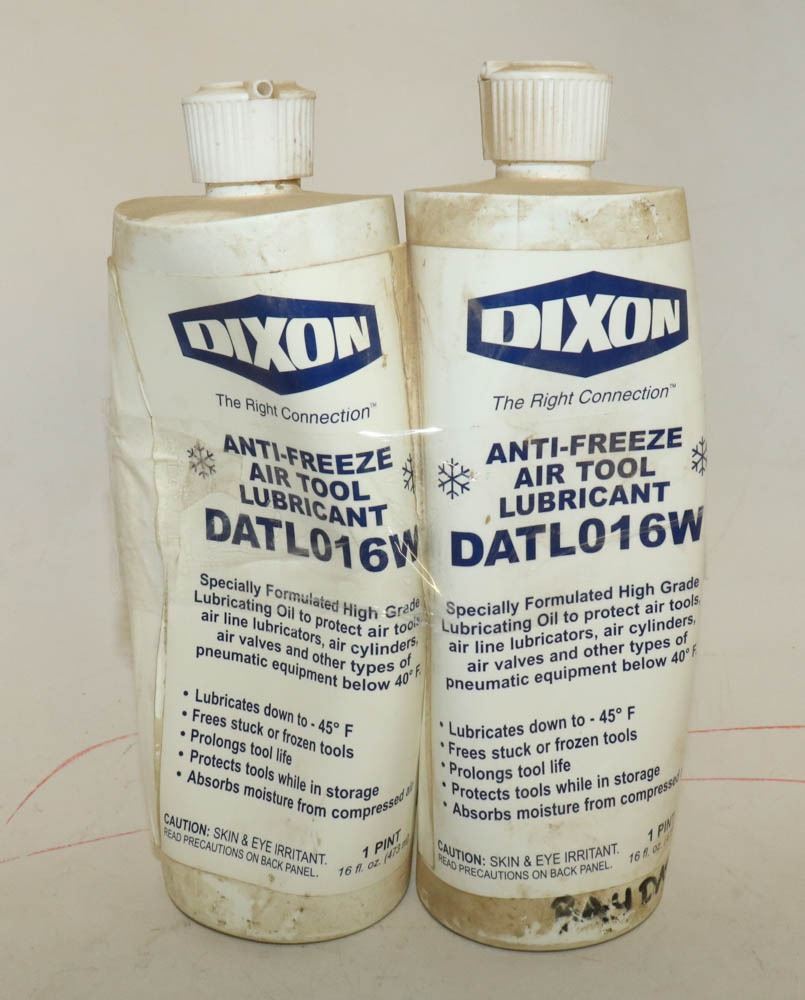 DIXON
The Right Connection™
ANTI-FREEZE
AIR TOOL
LUBRICANT
DATL016W
Specially Formulated High Grade
Lubricating Oil to protect air tools,
air line lubricators, air cylinders,
air valves and other types of
pneumatic equipment below 40° F.
• Lubricates down to - 45° F
• Frees stuck or frozen tools
• Prolongs tool life
• Protects tools while in storage
• Absorbs moisture from compressed
CAUTION: SKIN & EYE IRRITANT.
READ PRECAUTIONS ON BACK PANEL.
1 PINT
16 fl. oz. (473
DIXON
The Right Connection™
ANTI-FREEZE
AIR TOOL
LUBRICANT
DATL016W
Specially Formulated High Grade
Lubricating Oil to protect air tools,
air line lubricators, air cylinders,
air valves and other types of
pneumatic equipment below 40° F
• Lubricates down to - 45° F
• Frees stuck or frozen tools
• Prolongs tool life
• Protects tools while in storage
• Absorbs moisture from compressed
CAUTION: SKIN & EYE IRRITANT.
READ PRECAUTIONS ON BACK PANEL.
1 PIN
16 fl. oz.